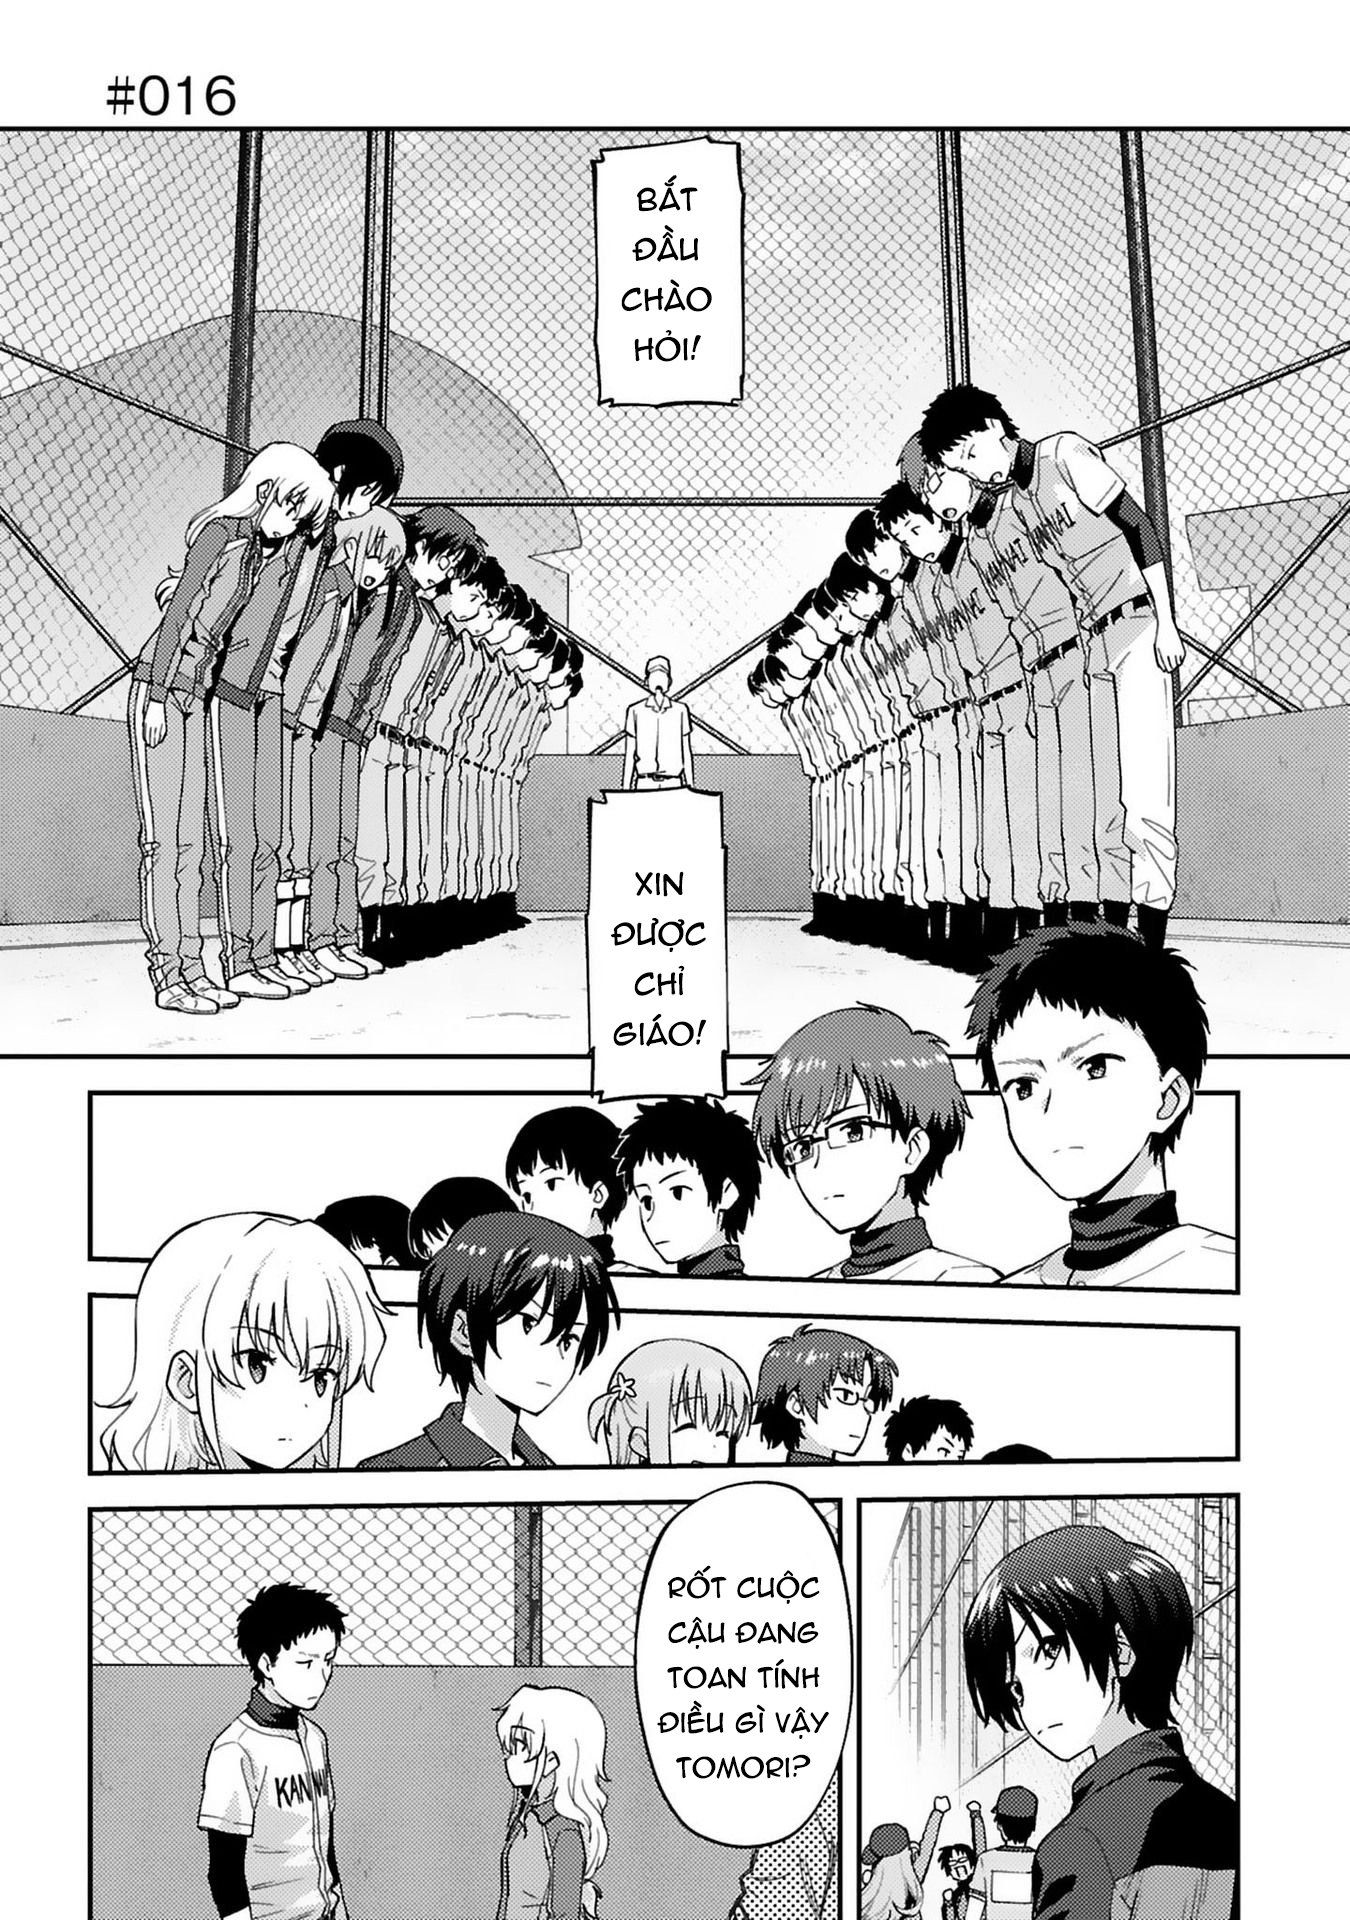 #016
BẮT
ĐẦU
CHÀO
HỎI!
KANNAI
XIN
ĐƯỢC
CHỈ
GIÁO!
RỐT CUỘC
CẬU ĐANG
TOAN TÍNH
ĐIỀU GÌ VẬY
TOMORI?